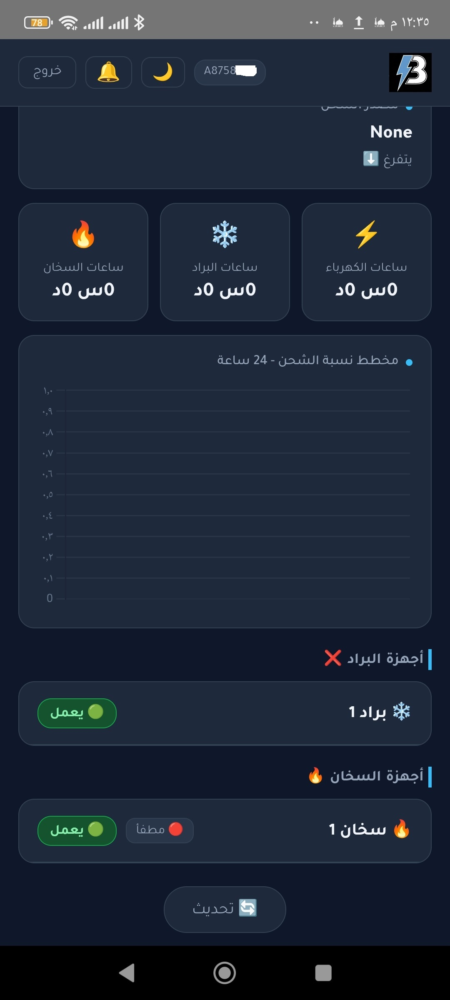 ١٢:٣٥ م
78
A8758
خروج
مصدر الشحن
None
يتفرغ
ساعات الكهرباء
0س 0د
ساعات البراد
0س 0د
ساعات السخان
0س 0د
مخطط نسبة الشحن - 24 ساعة
١,٠
٠,٩
٠,٨
٠,٧
٠,٦
٠,٥
٠,٤
٠,٣
٠,٢
٠,١
0
أجهزة البراد
براد 1
يعمل
أجهزة السخان
سخان 1
مطفأ
يعمل
تحديث